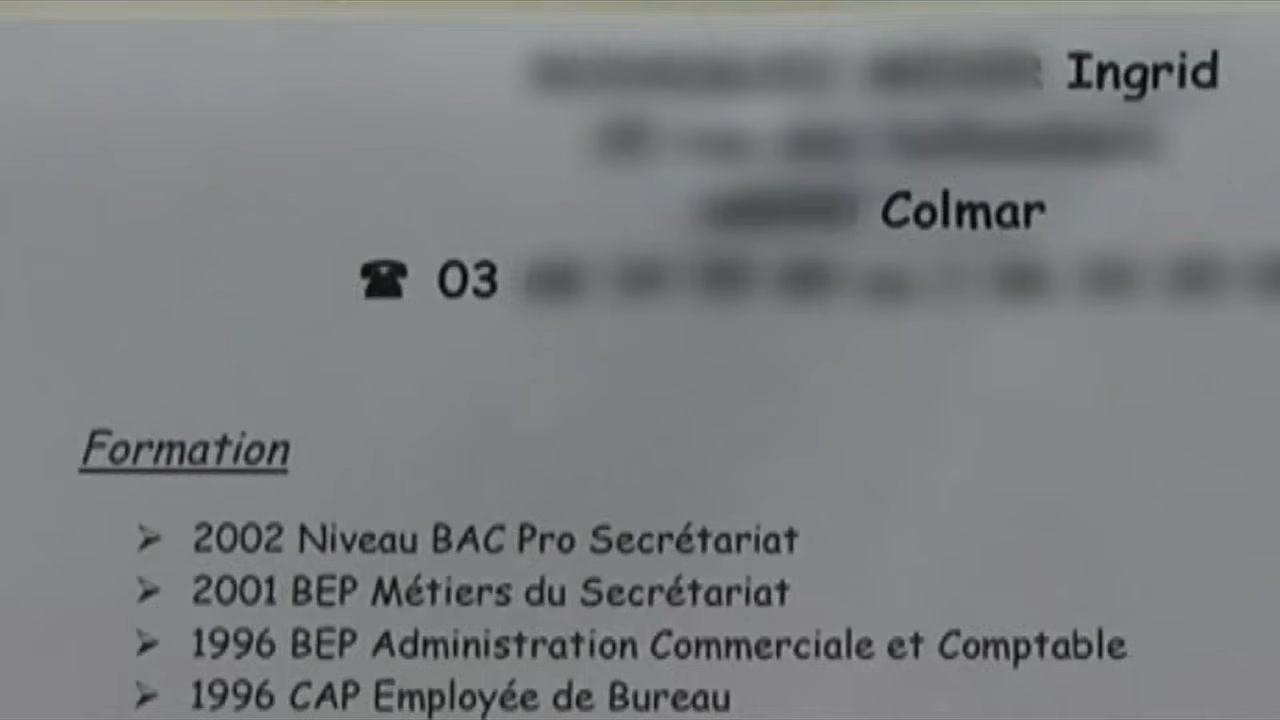 Ingrid
Colmar
☎ 03
Formation
➢ 2002 Niveau BAC Pro Secrétariat
➢ 2001 BEP Métiers du Secrétariat
➢ 1996 BEP Administration Commerciale et Comptable
➢ 1996 CAP Employée de Bureau